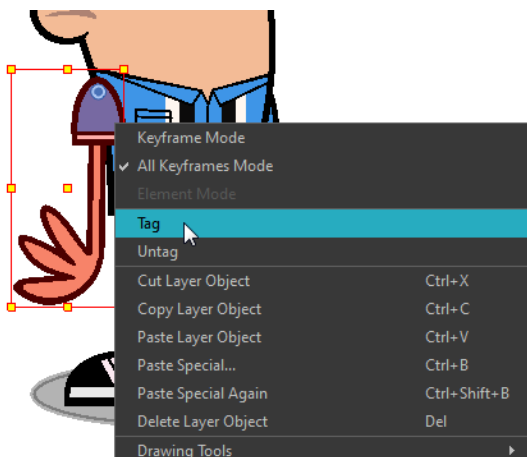 Keyframe Mode
All Keyframes Mode
Element Mode
Tag
Untag
Cut Layer Object Ctrl+X
Copy Layer Object Ctrl+C
Paste Layer Object Ctrl+V
Paste Special... Ctrl+B
Paste Special Again Ctrl+Shift+B
Delete Layer Object Del
Drawing Tools